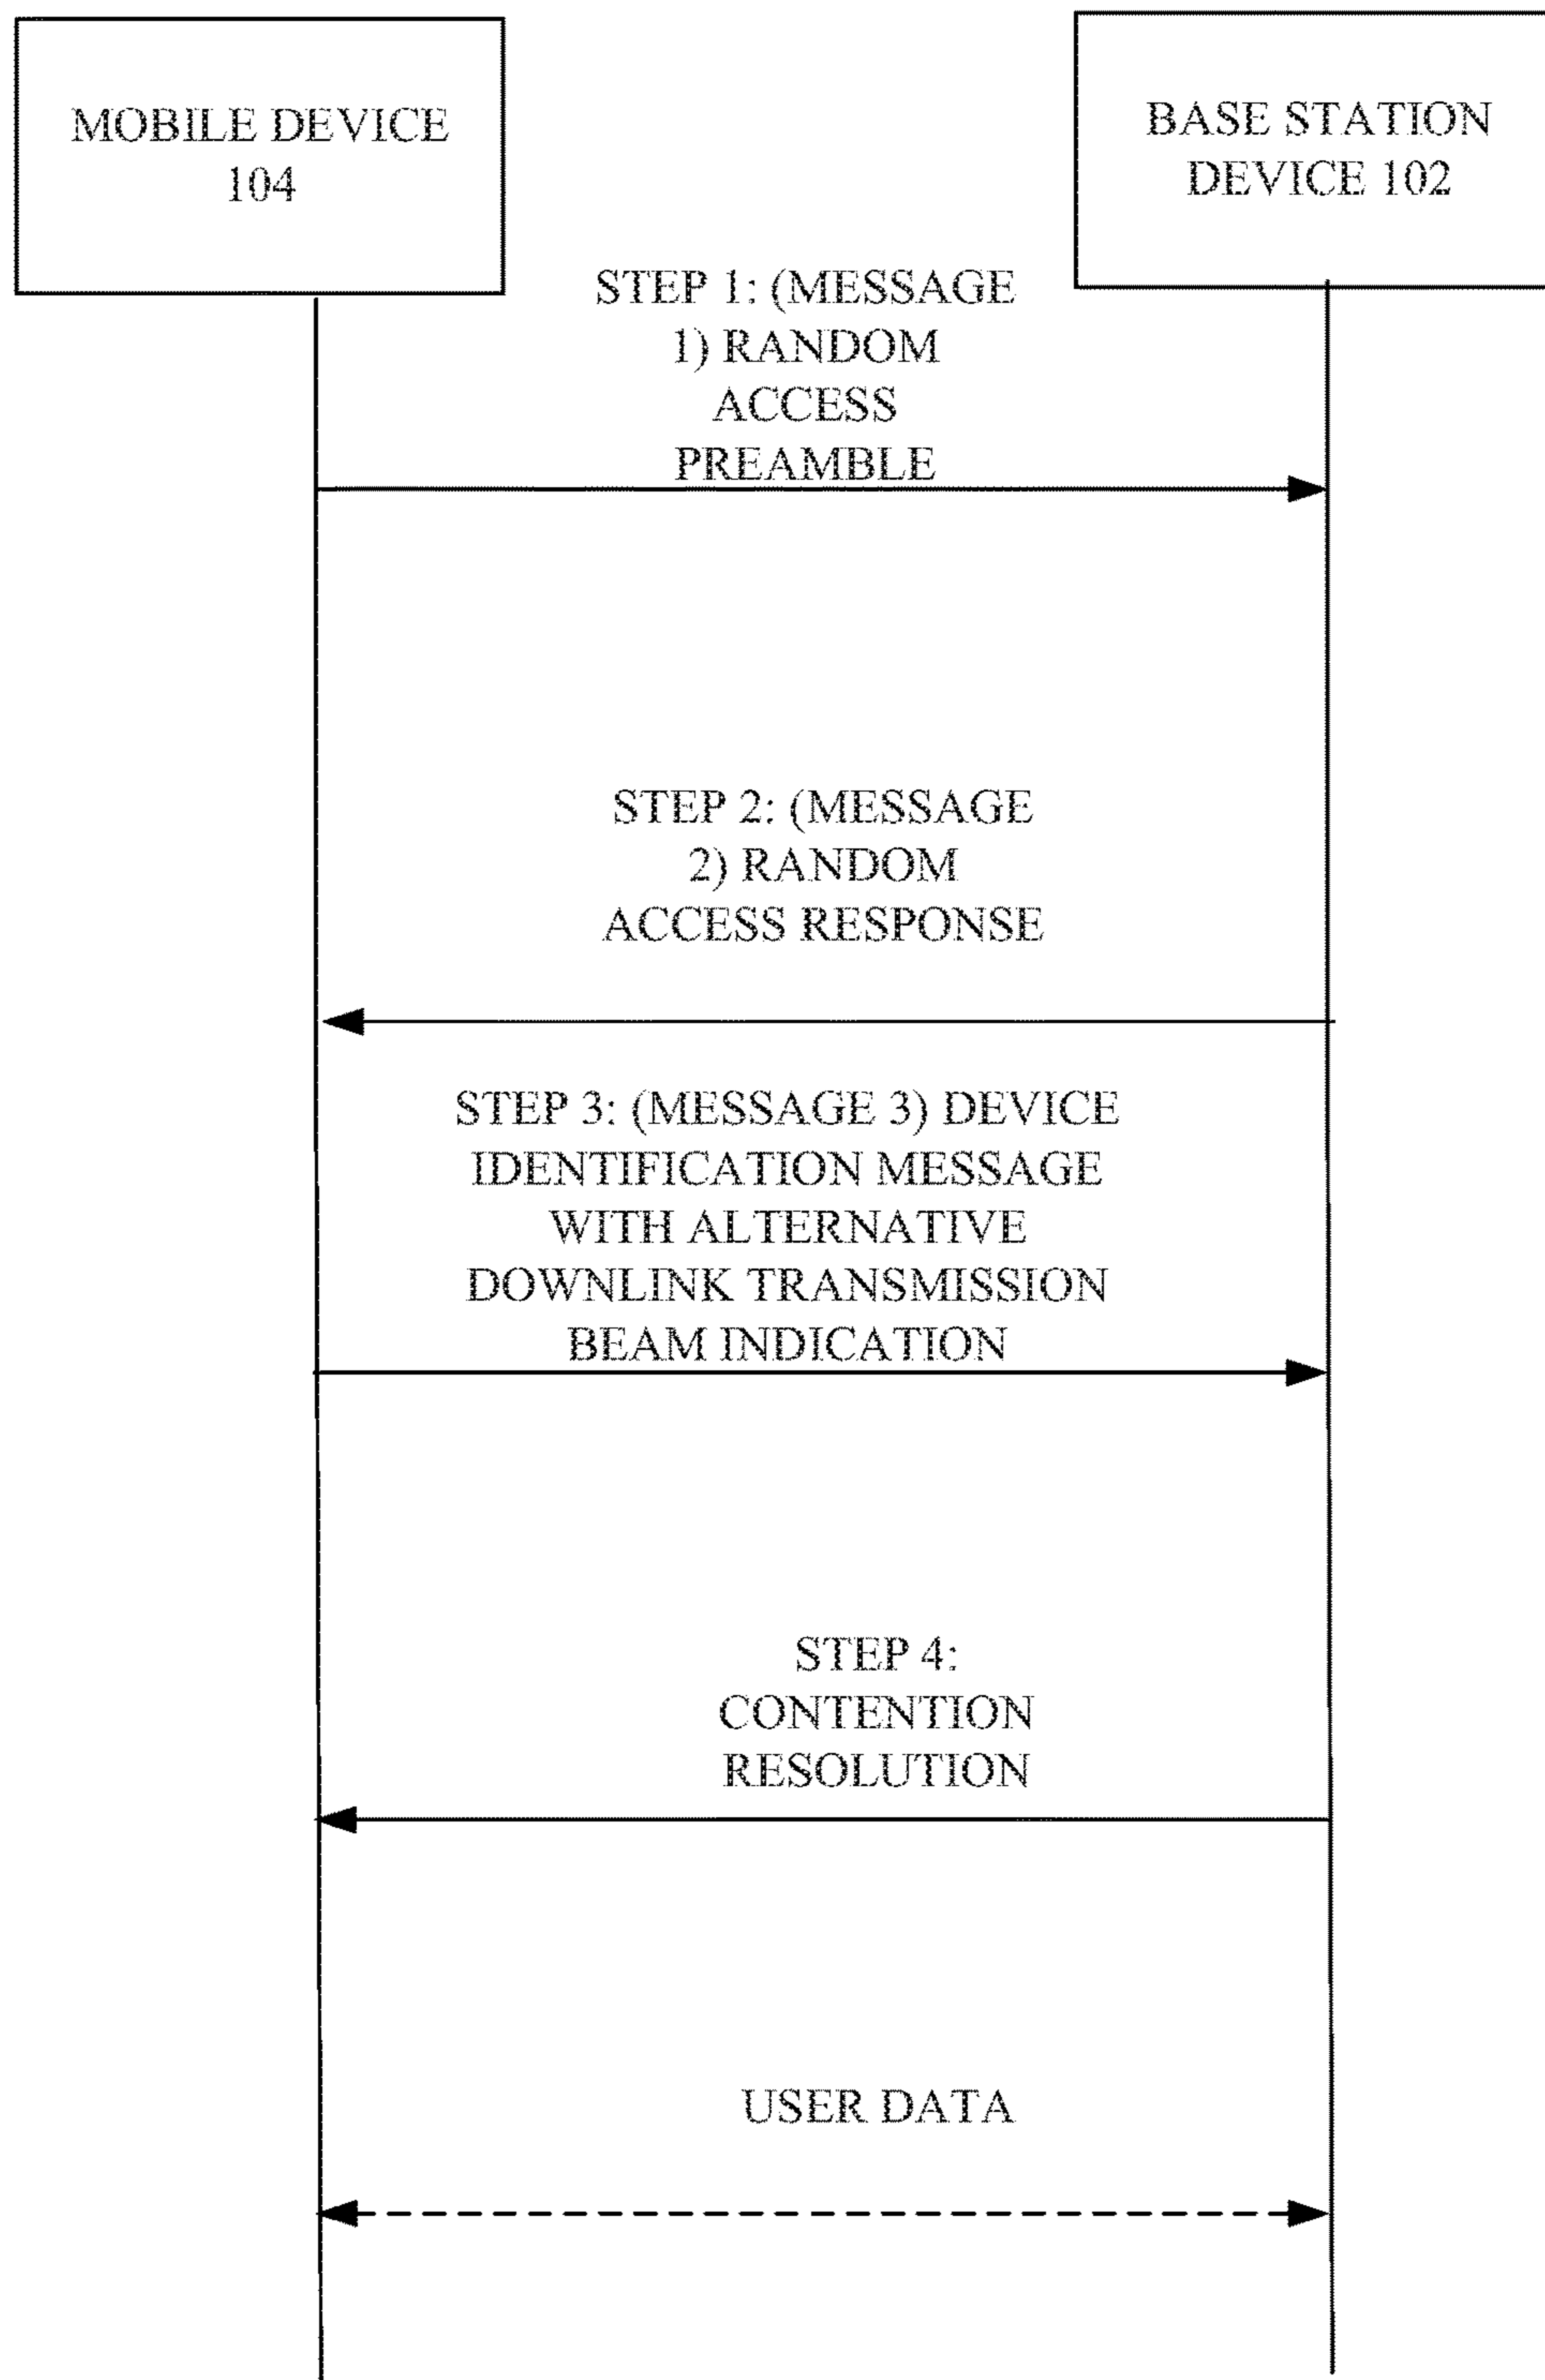 MOBILE DEVICE
104
BASE STATION
DEVICE 102
STEP 1: (MESSAGE
1) RANDOM
ACCESS
PREAMBLE
STEP 2: (MESSAGE
2) RANDOM
ACCESS RESPONSE
STEP 3: (MESSAGE 3) DEVICE
IDENTIFICATION MESSAGE
WITH ALTERNATIVE
DOWNLINK TRANSMISSION
BEAM INDICATION
STEP 4:
CONTENTION
RESOLUTION
USER DATA